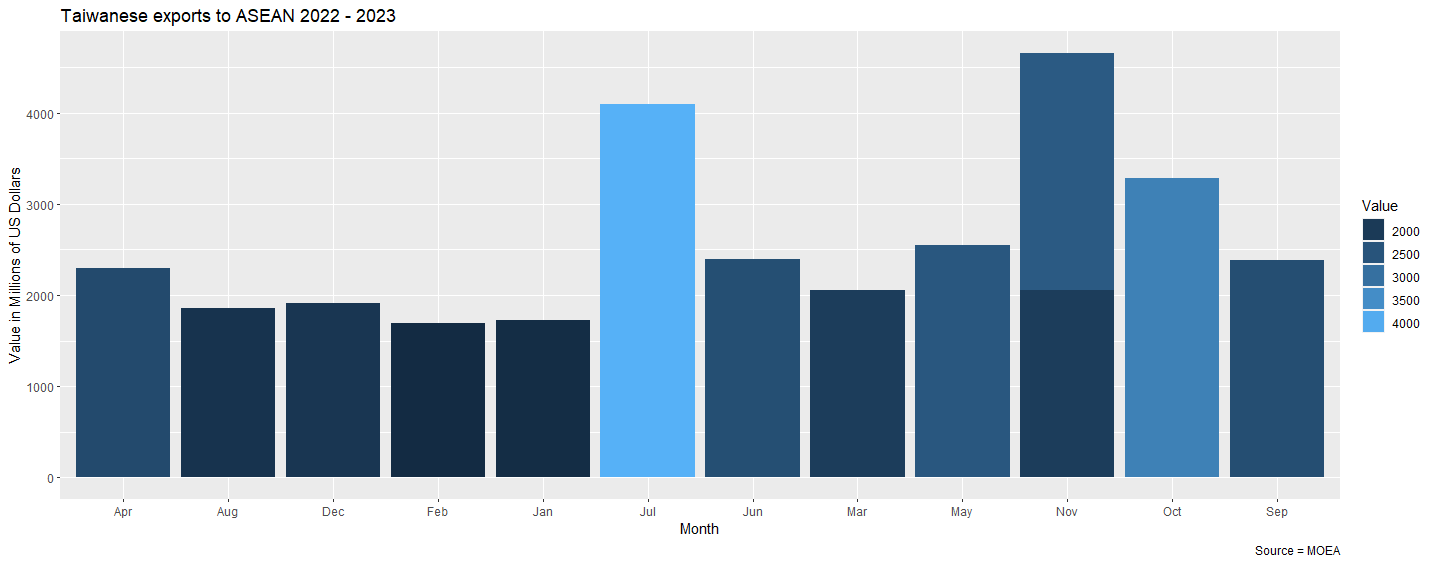 Taiwanese exports to ASEAN 2022 - 2023
Value in Millions of US Dollars
4000
3000
2000
1000
0
Apr Aug Dec Feb Jan Jul Jun Mar May Nov Oct Sep
Month
Value
2000
2500
3000
3500
4000
Source = MOEA